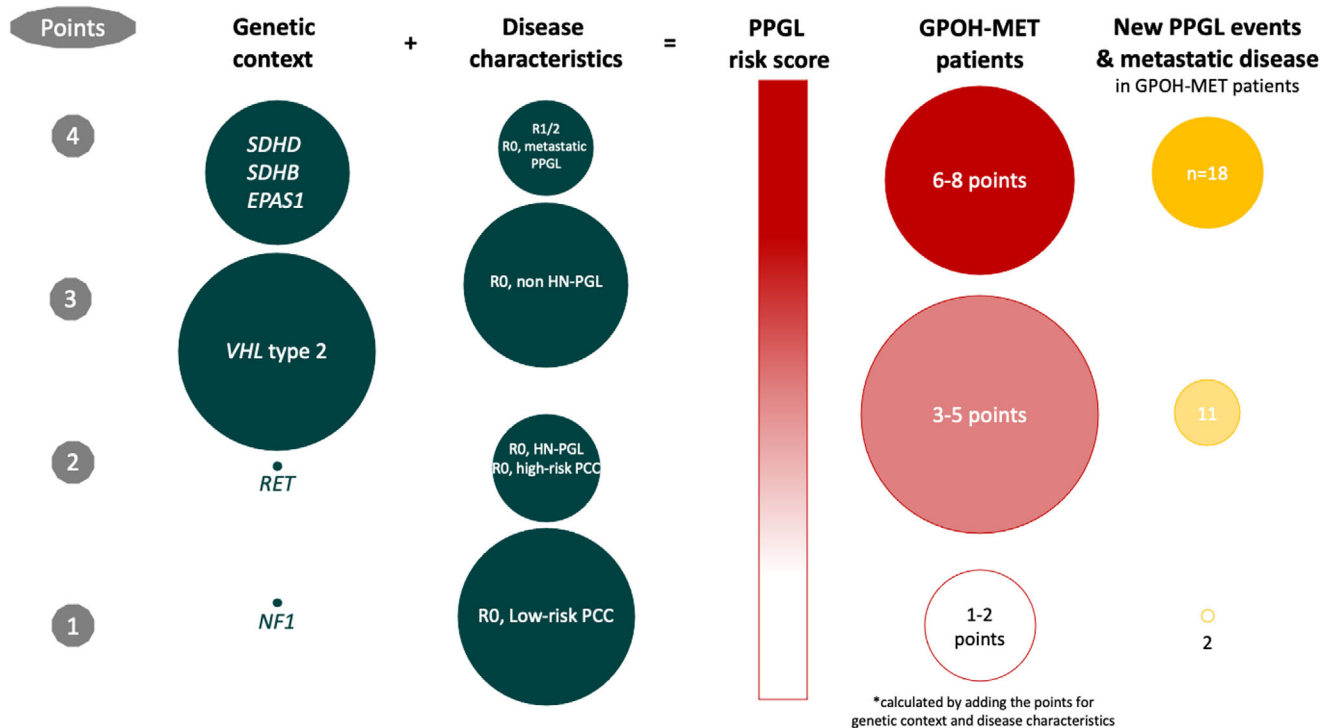 Points
Genetic
context
+
Disease
characteristics
=
PPGL
risk score
GPOH-MET
patients
New PPGL events
& metastatic disease
in GPOH-MET patients
4
SDHD
SDHB
EPAS1
R1/2
R0, metastatic
PPGL
6-8 points
n=18
3
R0, non HN-PGL
VHL type 2
3-5 points
11
2
RET
R0, HN-PGL
R0, high-risk PCC
1
NF1
R0, Low-risk PCC
1-2
points
2
*calculated by adding the points for
genetic context and disease characteristics